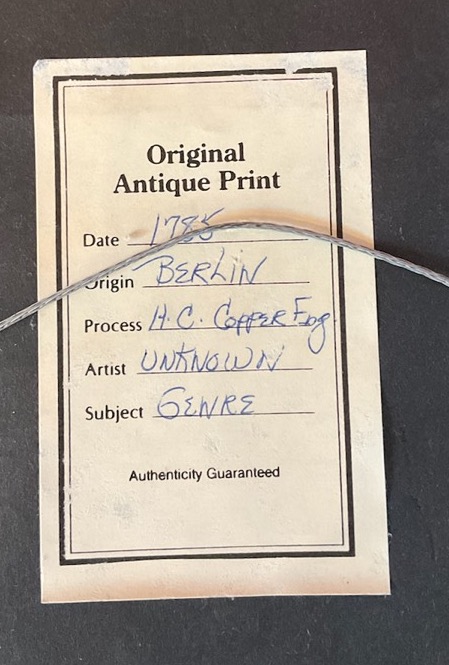 Original
Antique Print
Date 1785
Origin BERLIN
Process H.C. COPPER Eng.
Artist UNKNOWN
Subject GENRE
Authenticity Guaranteed